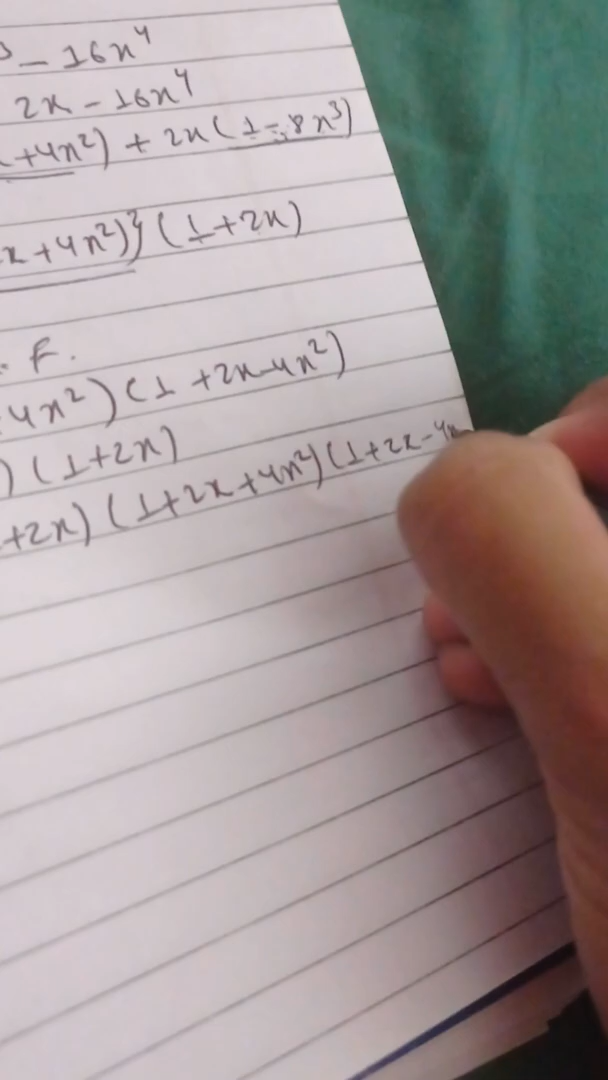 ³ - 16x⁴
2x - 16x⁴
+4x²) + 2x(1-8x³)
x+4x²)}(1+2x)
. F.
4x²)(1 +2x-4x²)
)(1+2x)
+2x)(1+2x+4x²)(1+2x-4x